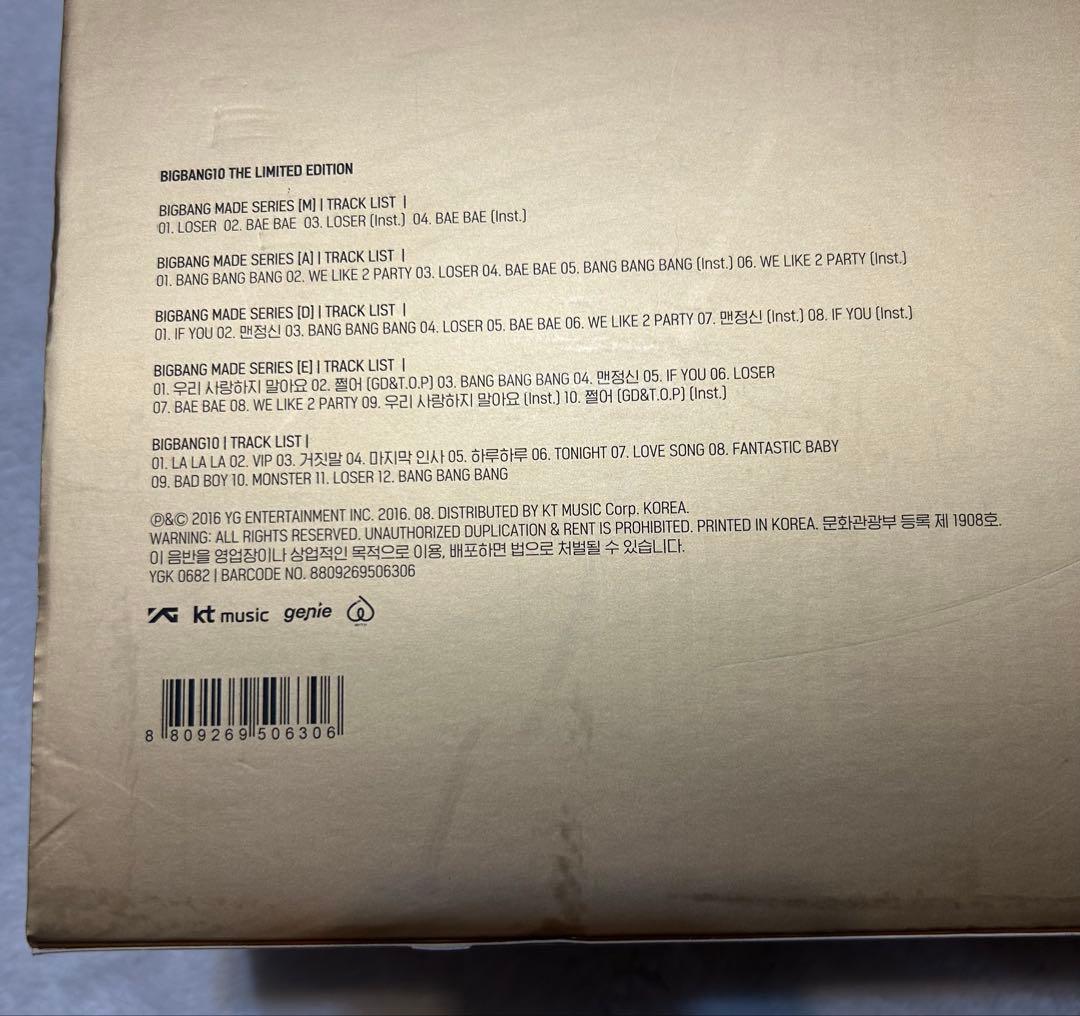 BIGBANG10 THE LIMITED EDITION
BIGBANG MADE SERIES [M] | TRACK LIST |
01. LOSER 02. BAE BAE 03. LOSER (Inst.) 04. BAE BAE (Inst.)
BIGBANG MADE SERIES [A] | TRACK LIST |
01. BANG BANG BANG 02. WE LIKE 2 PARTY 03. LOSER 04. BAE BAE 05. BANG BANG BANG (Inst.) 06. WE LIKE 2 PARTY (Inst.)
BIGBANG MADE SERIES [D] | TRACK LIST |
01. IF YOU 02. 맨정신 03. BANG BANG BANG 04. LOSER 05. BAE BAE 06. WE LIKE 2 PARTY 07. 맨정신 (Inst.) 08. IF YOU (Inst.)
BIGBANG MADE SERIES [E] | TRACK LIST |
01. 우리 사랑하지 말아요 02. 쩔어 (GD&T.O.P) 03. BANG BANG BANG 04. 맨정신 05. IF YOU 06. LOSER
07. BAE BAE 08. WE LIKE 2 PARTY 09. 우리 사랑하지 말아요 (Inst.) 10. 쩔어 (GD&T.O.P) (Inst.)
BIGBANG10 | TRACK LIST |
01. LA LA LA 02. VIP 03. 거짓말 04. 마지막 인사 05. 하루하루 06. TONIGHT 07. LOVE SONG 08. FANTASTIC BABY
09. BAD BOY 10. MONSTER 11. LOSER 12. BANG BANG BANG
℗&© 2016 YG ENTERTAINMENT INC. 2016. 08. DISTRIBUTED BY KT MUSIC Corp. KOREA.
WARNING: ALL RIGHTS RESERVED. UNAUTHORIZED DUPLICATION & RENT IS PROHIBITED. PRINTED IN KOREA. 문화관광부 등록 제 1908호.
이 음반을 영업장이나 상업적인 목적으로 이용, 배포하면 법으로 처벌될 수 있습니다.
YGK 0682 | BARCODE NO. 8809269506306
YG kt music genie
8 809269 506306